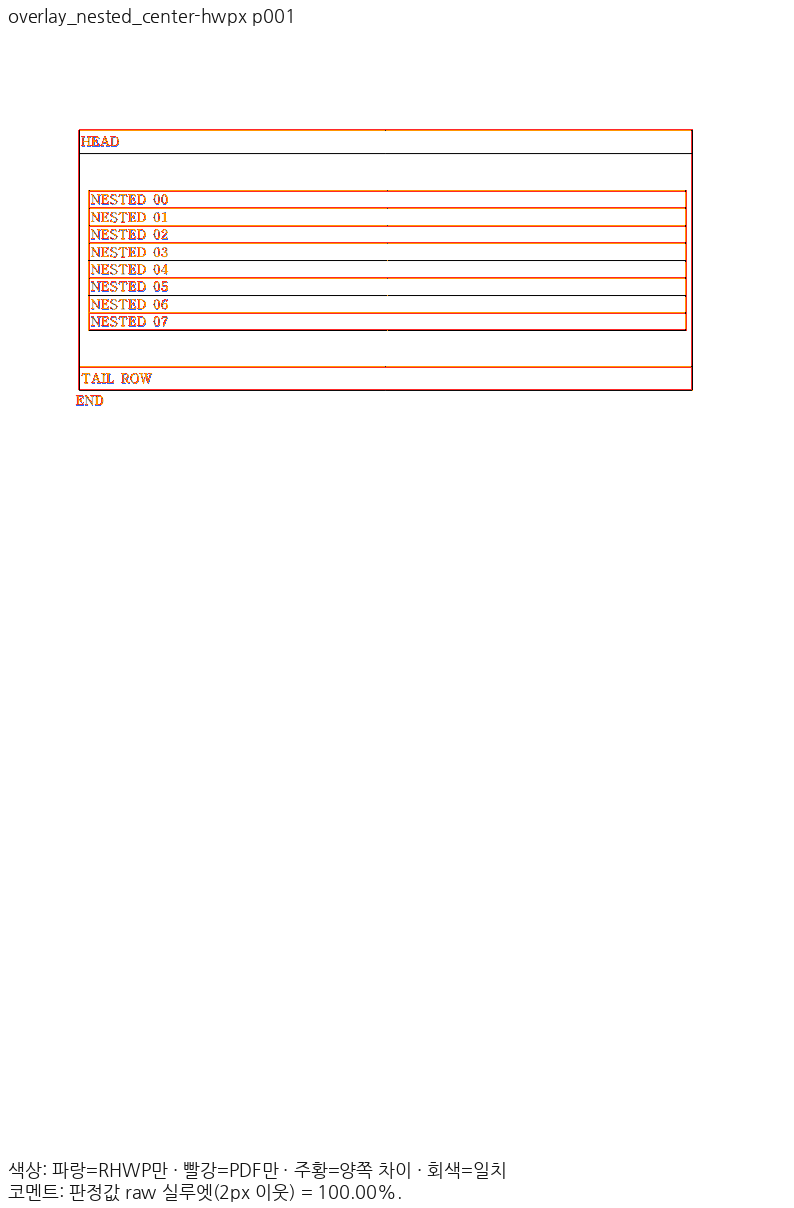 overlay_nested_center-hwpx p001
HEAD
NESTED 00
NESTED 01
NESTED 02
NESTED 03
NESTED 04
NESTED 05
NESTED 06
NESTED 07
TAIL ROW
END
색상: 파랑=RHWP만 · 빨강=PDF만 · 주황=양쪽 차이 · 회색=일치
코멘트: 판정값 raw 실루엣(2px 이웃) = 100.00%.